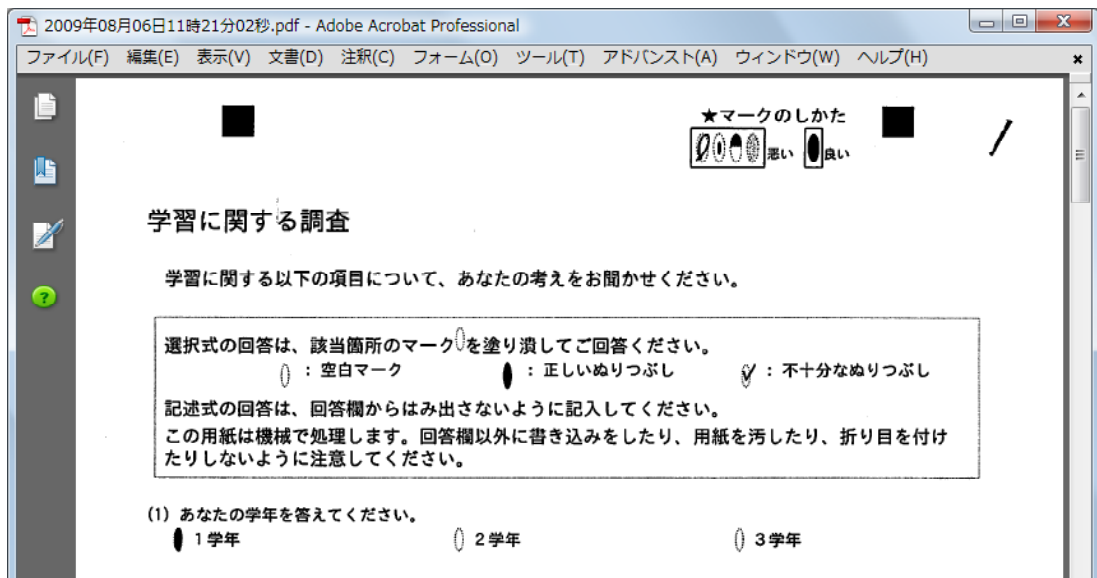 2009年08月06日11時21分02秒.pdf - Adobe Acrobat Professional
ファイル(F) 編集(E) 表示(V) 文書(D) 注釈(C) フォーム(O) ツール(T) アドバンスト(A) ウィンドウ(W) ヘルプ(H)
★マークのしかた
悪い 良い
学習に関する調査
学習に関する以下の項目について、あなたの考えをお聞かせください。
選択式の回答は、該当箇所のマークを塗り潰してご回答ください。
：空白マーク ：正しいぬりつぶし ：不十分なぬりつぶし
記述式の回答は、回答欄からはみ出さないように記入してください。
この用紙は機械で処理します。回答欄以外に書き込みをしたり、用紙を汚したり、折り目を付け
たりしないように注意してください。
(1) あなたの学年を答えてください。
1学年 2学年 3学年